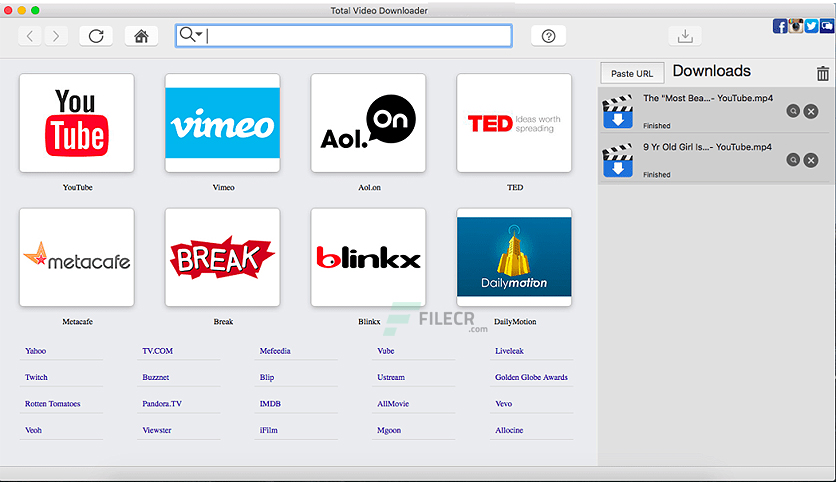 Total Video Downloader
Paste URL
Downloads
The "Most Bea...- YouTube.mp4
Finished
9 Yr Old Girl Is...- YouTube.mp4
Finished
You
Tube
vimeo
Aol.
On
TED Ideas worth
spreading
YouTube
Vimeo
Aol.on
TED
metacafe
BREAK
blinkx
Dailymotion
Metacafe
Break
Blinkx
DailyMotion
FILECR
.com
Yahoo
TV.COM
Mefeedia
Vube
Liveleak
Twitch
Buzznet
Blip
Ustream
Golden Globe Awards
Rotten Tomatoes
Pandora.TV
IMDB
AllMovie
Vevo
Veoh
Viewster
iFilm
Mgoon
Allocine